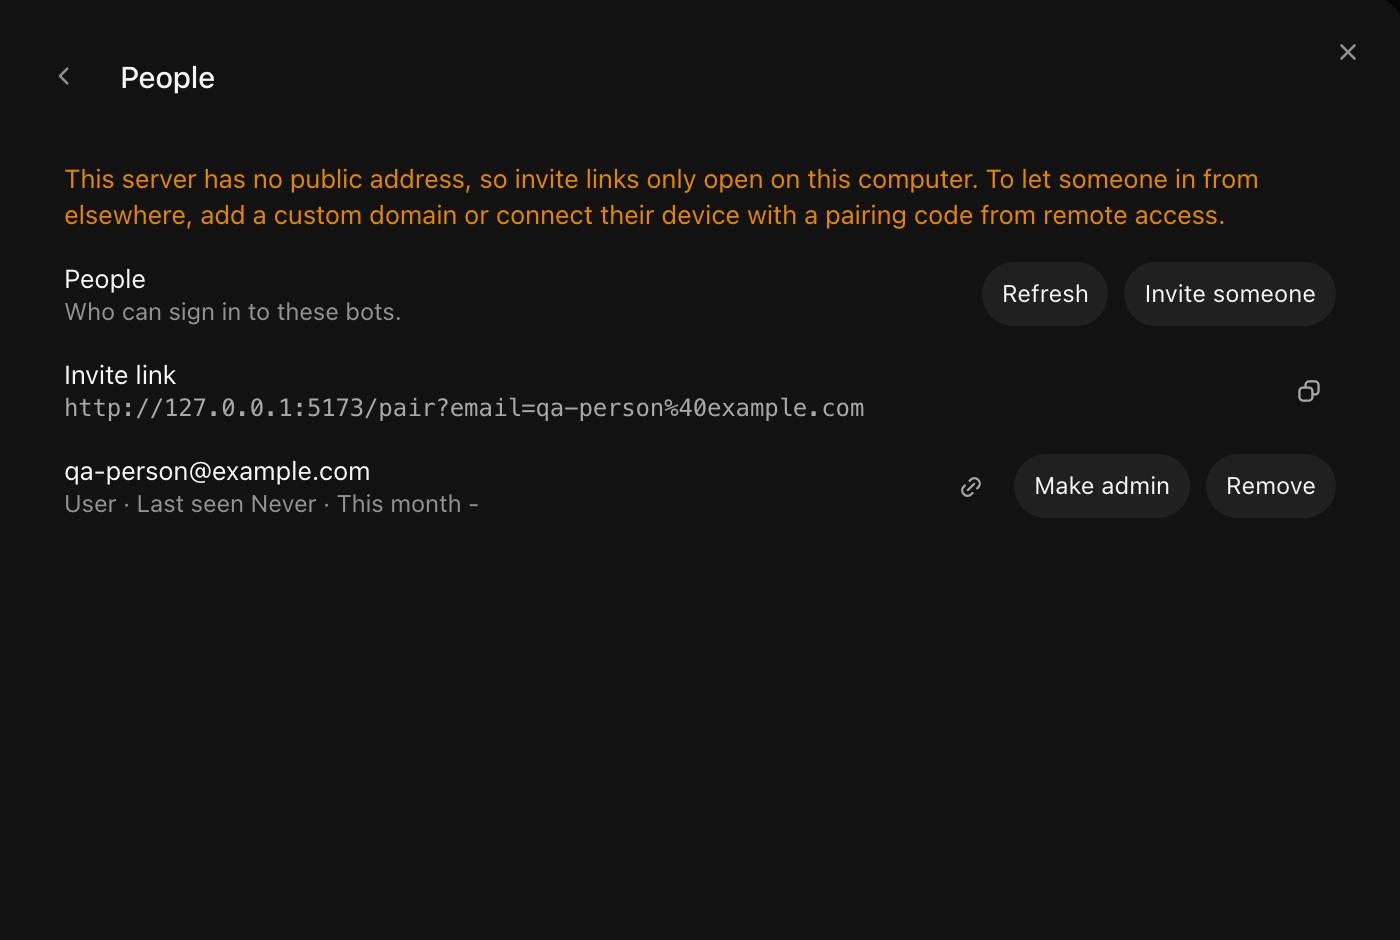 People
This server has no public address, so invite links only open on this computer. To let someone in from
elsewhere, add a custom domain or connect their device with a pairing code from remote access.
People
Who can sign in to these bots.
Refresh
Invite someone
Invite link
http://127.0.0.1:5173/pair?email=qa-person%40example.com
qa-person@example.com
User · Last seen Never · This month -
Make admin
Remove